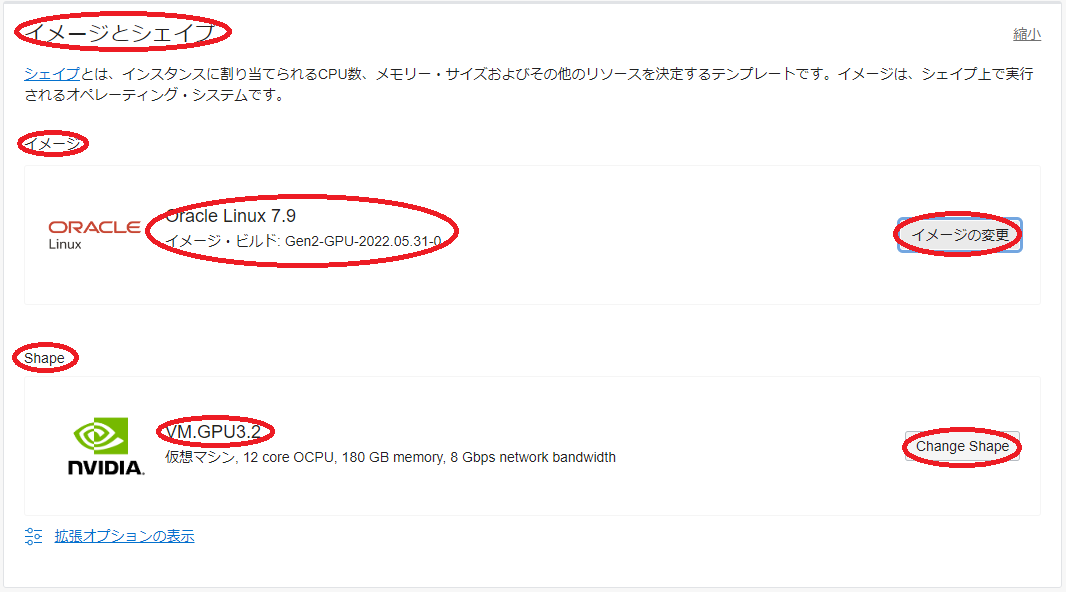 イメージとシェイプ
縮小
シェイプとは、インスタンスに割り当てられるCPU数、メモリー・サイズおよびその他のリソースを決定するテンプレートです。イメージは、シェイプ上で実行
されるオペレーティング・システムです。
イメージ
ORACLE
Linux
Oracle Linux 7.9
イメージ・ビルド: Gen2-GPU-2022.05.31-0
イメージの変更
Shape
NVIDIA.
VM.GPU3.2
仮想マシン, 12 core OCPU, 180 GB memory, 8 Gbps network bandwidth
Change Shape
拡張オプションの表示